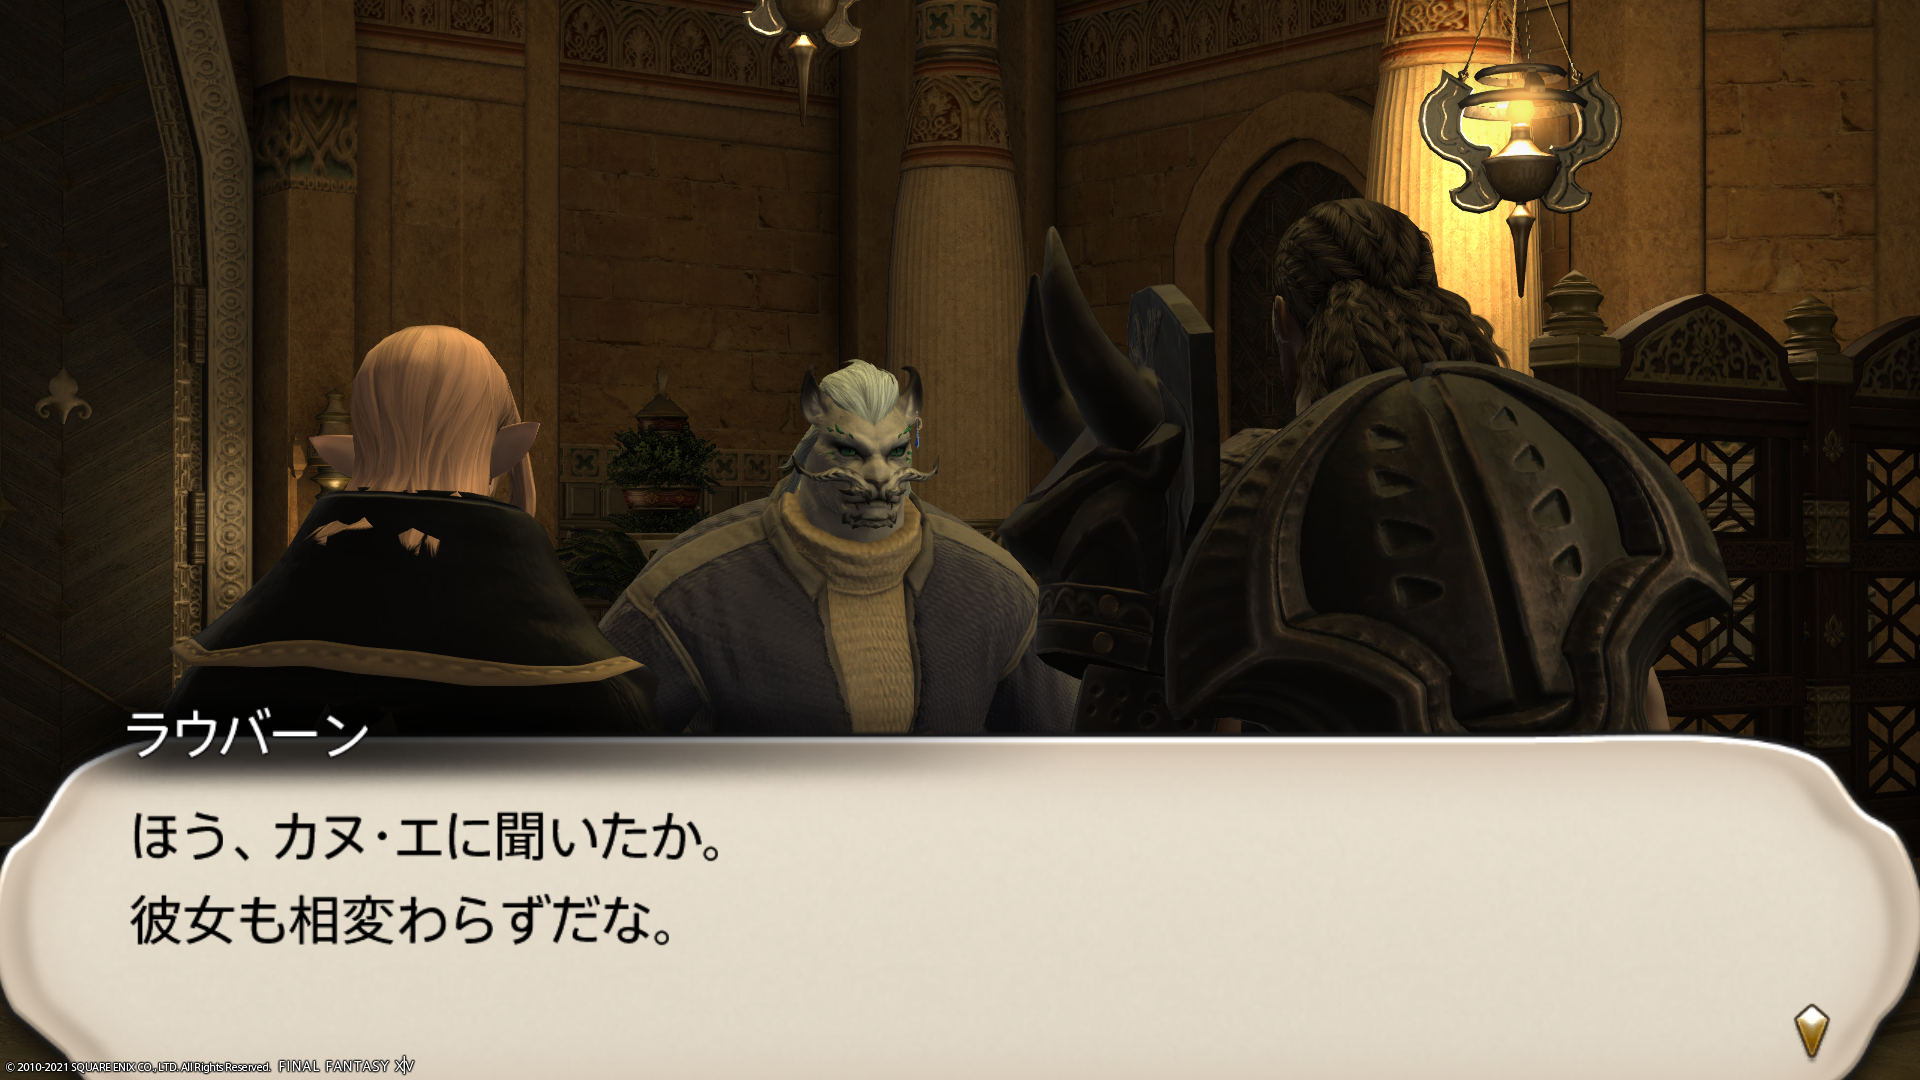 ラウバーン
ほう、カヌ・エに聞いたか。
彼女も相変わらずだな。
© 2010-2021 SQUARE ENIX CO., LTD. All Rights Reserved. FINAL FANTASY XIV